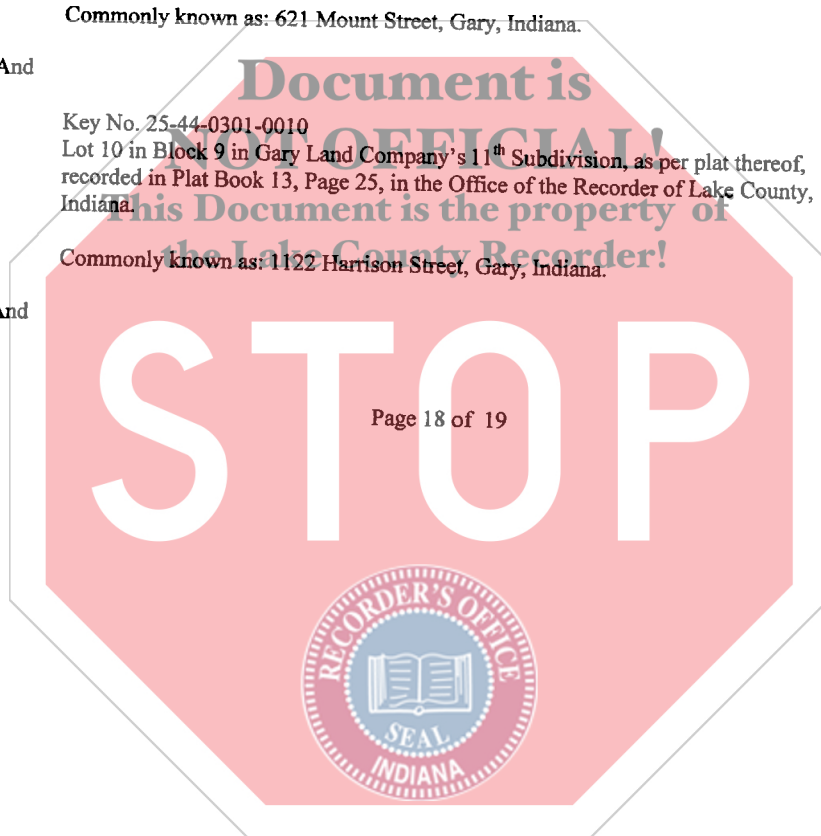 Commonly known as: 621 Mount Street, Gary, Indiana.
And
Document is
Key No. 25-44-0301-0010
NOT OFFICIAL!
Lot 10 in Block 9 in Gary Land Company's 11th Subdivision, as per plat thereof,
recorded in Plat Book 13, Page 25, in the Office of the Recorder of Lake County,
Indiana.
This Document is the property of
the Lake County Recorder!
Commonly known as: 1122 Harrison Street, Gary, Indiana.
And
STOP
Page 18 of 19
RECORDER'S OFFICE
SEAL
INDIANA